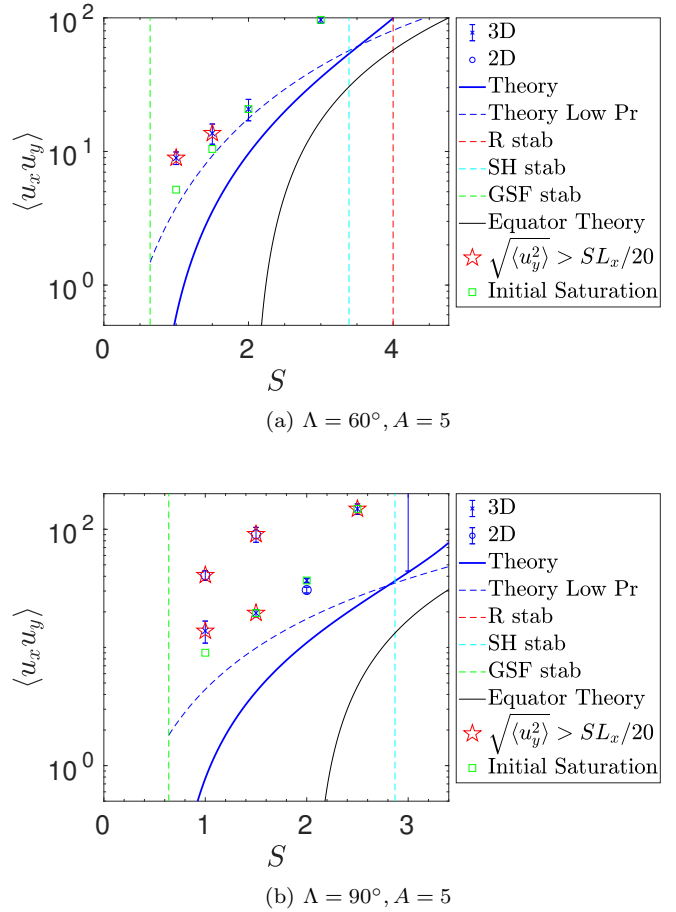 10^2
10^1
10^0
⟨u_x u_y⟩
0
2
4
S
3D
2D
Theory
Theory Low Pr
R stab
SH stab
GSF stab
Equator Theory
√⟨u_y^2⟩ > SL_x/20
Initial Saturation
(a) Λ = 60°, A = 5
10^2
10^0
⟨u_x u_y⟩
0
1
2
3
S
3D
2D
Theory
Theory Low Pr
R stab
SH stab
GSF stab
Equator Theory
√⟨u_y^2⟩ > SL_x/20
Initial Saturation
(b) Λ = 90°, A = 5